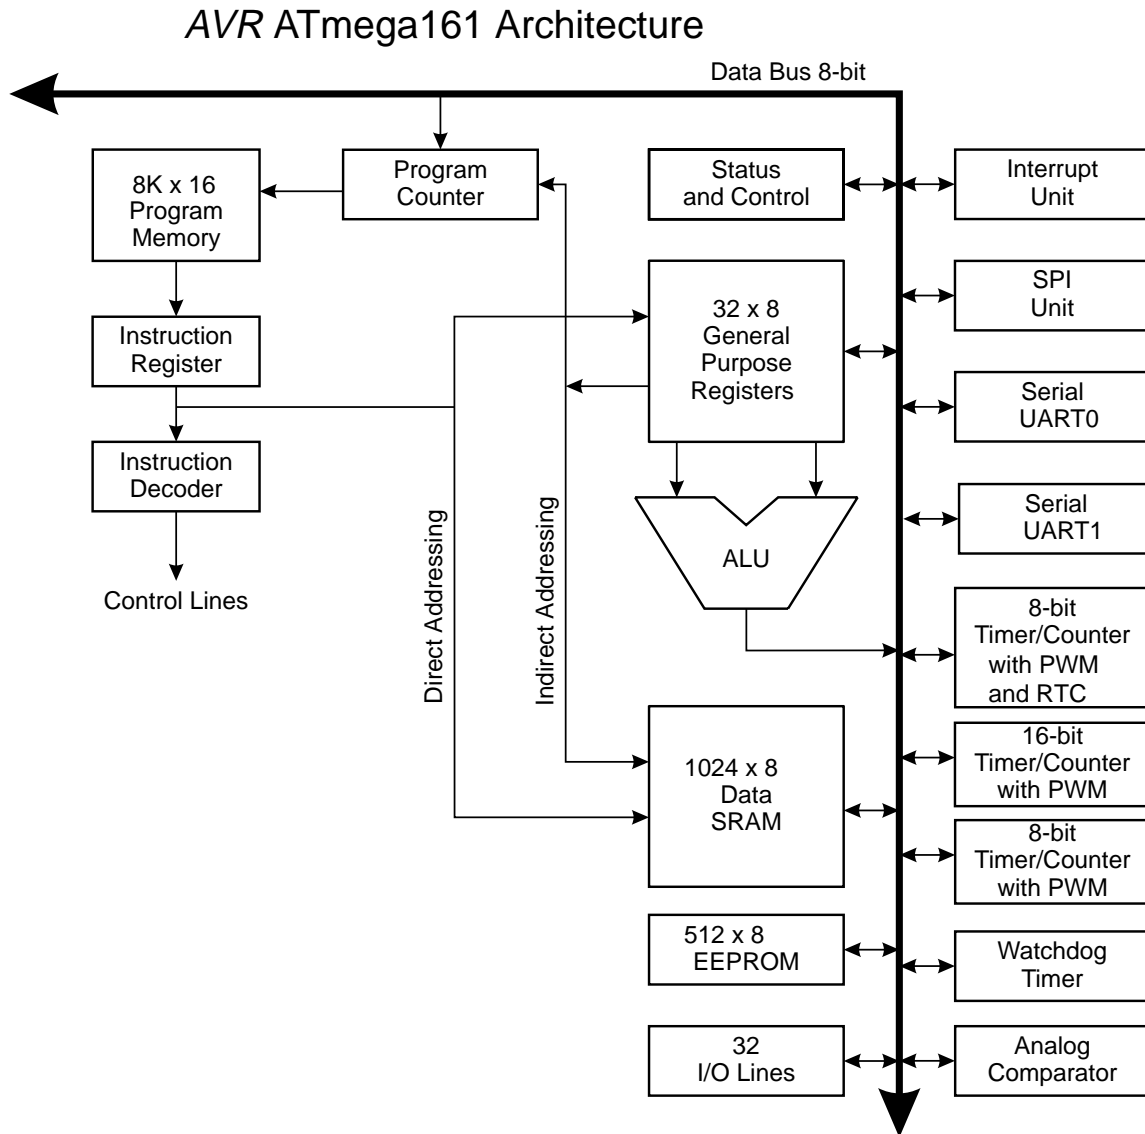 AVR ATmega161 Architecture
Data Bus 8-bit
8K x 16
Program
Memory
Program
Counter
Status
and Control
Interrupt
Unit
Instruction
Register
32 x 8
General
Purpose
Registers
SPI
Unit
Serial
UART0
Instruction
Decoder
Control Lines
Direct Addressing
Indirect Addressing
ALU
Serial
UART1
8-bit
Timer/Counter
with PWM
and RTC
1024 x 8
Data
SRAM
16-bit
Timer/Counter
with PWM
8-bit
Timer/Counter
with PWM
512 x 8
EEPROM
Watchdog
Timer
32
I/O Lines
Analog
Comparator